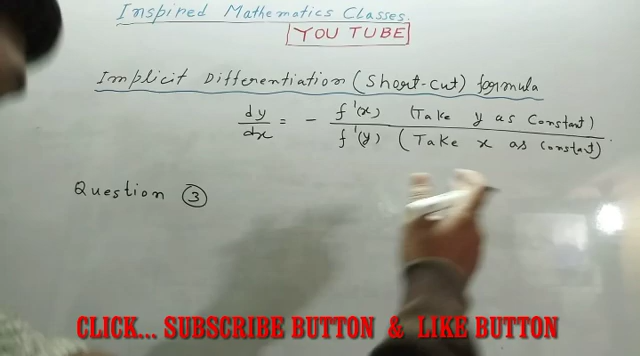 Inspired Mathematics Classes.
YOU TUBE
Implicit Differentiation (Short-cut) formula
dy/dx = - f'(x) (Take y as Constant) / f'(y) (Take x as Constant).
Question ③
CLICK... SUBSCRIBE BUTTON & LIKE BUTTON